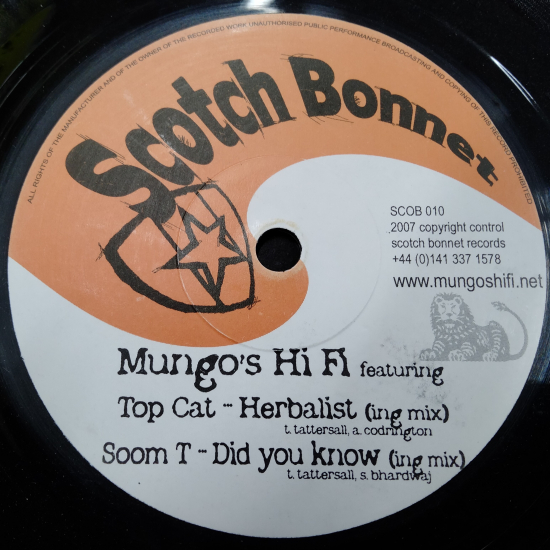 ALL RIGHTS OF THE MANUFACTURER AND OF THE OWNER OF THE RECORDED WORK UNAUTHORISED PUBLIC PERFORMANCE BROADCASTING AND COPYING OF THIS RECORD PROHIBITED
Scotch Bonnet
SCOB 010
2007 copyright control
scotch bonnet records
+44 (0)141 337 1578
www.mungoshifi.net
Mungo's Hi Fi featuring
Top Cat -- Herbalist (ing mix)
t. tattersall, a. codrington
Soom T -- Did you know (ing mix)
t. tattersall, s. bhardwaj